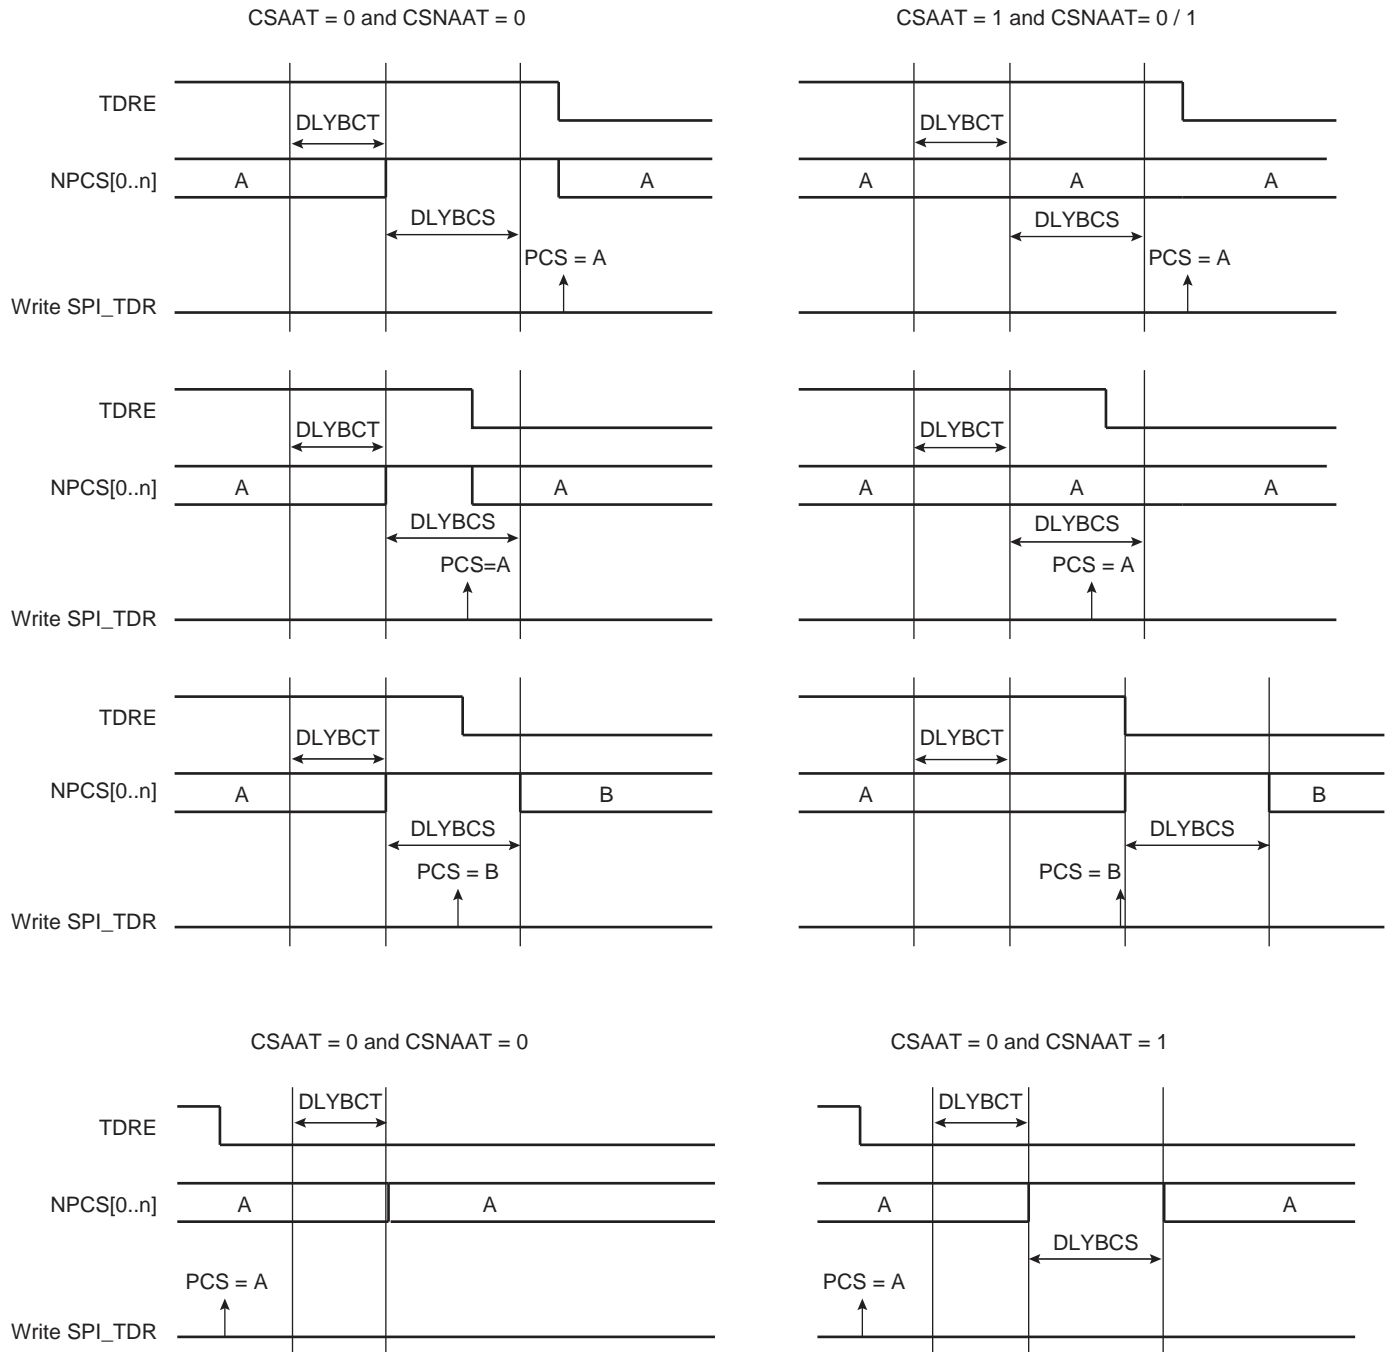 CSAAT = 0 and CSNAAT = 0
CSAAT = 1 and CSNAAT= 0 / 1
TDRE
DLYBCT
DLYBCT
NPCS[0..n]
A
A
A
A
A
DLYBCS
DLYBCS
PCS = A
PCS = A
Write SPI_TDR
TDRE
DLYBCT
DLYBCT
NPCS[0..n]
A
A
A
A
A
DLYBCS
DLYBCS
PCS=A
PCS = A
Write SPI_TDR
TDRE
DLYBCT
DLYBCT
NPCS[0..n]
A
B
A
B
DLYBCS
DLYBCS
PCS = B
PCS = B
Write SPI_TDR
CSAAT = 0 and CSNAAT = 0
CSAAT = 0 and CSNAAT = 1
DLYBCT
DLYBCT
TDRE
NPCS[0..n]
A
A
A
A
DLYBCS
PCS = A
PCS = A
Write SPI_TDR